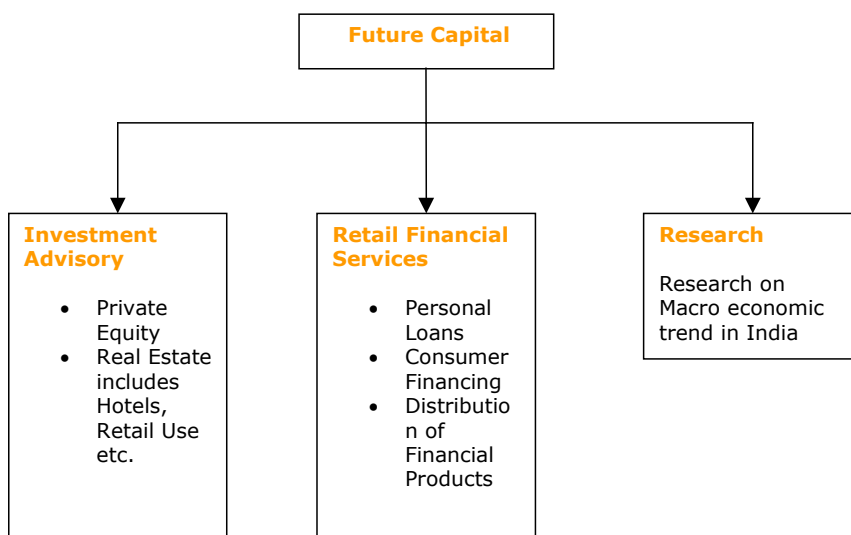 Future Capital
Investment
Advisory
• Private
Equity
• Real Estate
includes
Hotels,
Retail Use
etc.
Retail Financial
Services
• Personal
Loans
• Consumer
Financing
• Distributio
n of
Financial
Products
Research
Research on
Macro economic
trend in India